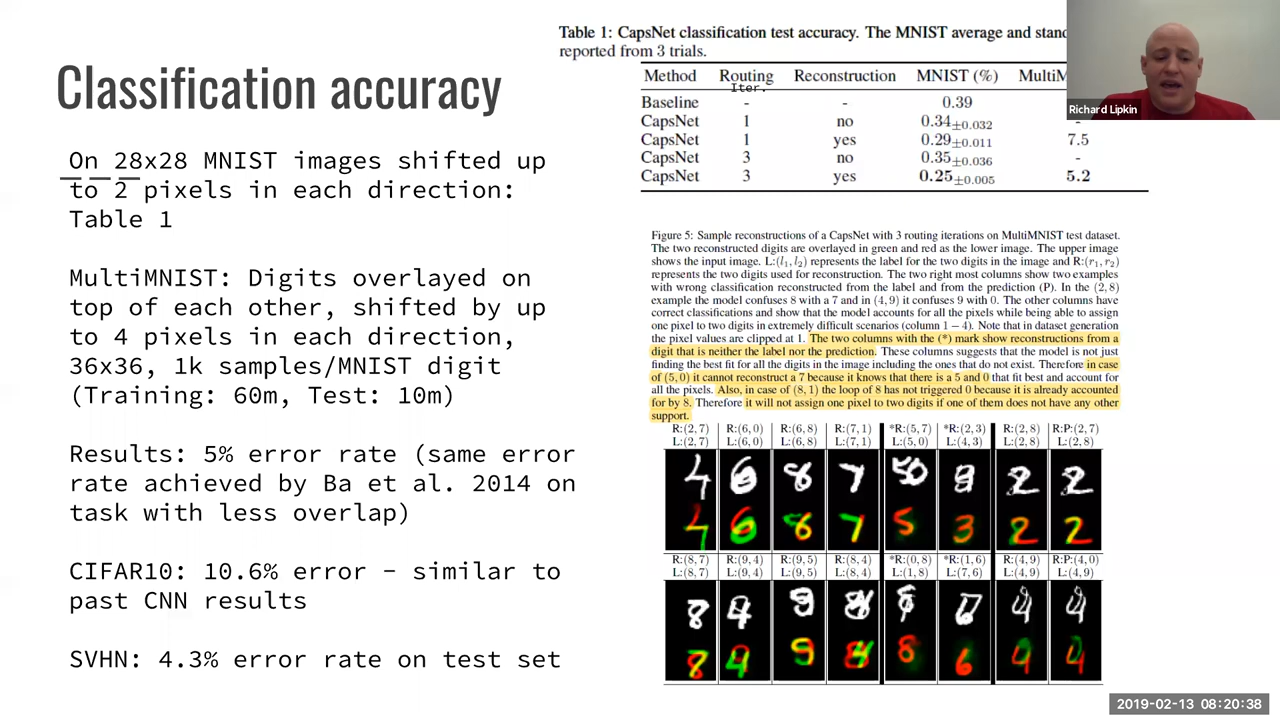 Classification accuracy
On 28x28 MNIST images shifted up
to 2 pixels in each direction:
Table 1
MultiMNIST: Digits overlayed on
top of each other, shifted by up
to 4 pixels in each direction,
36x36, 1k samples/MNIST digit
(Training: 60m, Test: 10m)
Results: 5% error rate (same error
rate achieved by Ba et al. 2014 on
task with less overlap)
CIFAR10: 10.6% error - similar to
past CNN results
SVHN: 4.3% error rate on test set
Table 1: CapsNet classification test accuracy. The MNIST average and
reported from 3 trials.
Method Routing Reconstruction MNIST (%)
Iter.
Baseline - - 0.39
CapsNet 1 no 0.34±0.032 -
CapsNet 1 yes 0.29±0.011 7.5
CapsNet 3 no 0.35±0.036 -
CapsNet 3 yes 0.25±0.005 5.2
Richard Lipkin
Figure 5: Sample reconstructions of a CapsNet with 3 routing iterations on MultiMNIST test dataset.
The two reconstructed digits are overlayed in green and red as the lower image. The upper image
shows the input image. L:(l1, l2) represents the label for the two digits in the image and R:(r1, r2)
represents the two digits used for reconstruction. The two right most columns show two examples
with wrong classification reconstructed from the label and from the prediction (P). In the (2, 8)
example the model confuses 8 with a 7 and in (4, 9) it confuses 9 with 0. The other columns have
correct classifications and show that the model accounts for all the pixels while being able to assign
one pixel to two digits in extremely difficult scenarios (column 1 − 4). Note that in dataset generation
the pixel values are clipped at 1. The two columns with the (*) mark show reconstructions from a
digit that is neither the label nor the prediction. These columns suggests that the model is not just
finding the best fit for all the digits in the image including the ones that do not exist. Therefore in case
of (5, 0) it cannot reconstruct a 7 because it knows that there is a 5 and 0 that fit best and account for
all the pixels. Also, in case of (8, 1) the loop of 8 has not triggered 0 because it is already accounted
for by 8. Therefore it will not assign one pixel to two digits if one of them does not have any other
support.
R:(2, 7) R:(6, 0) R:(6, 8) R:(7, 1) *R:(5, 7) *R:(2, 3) R:(2, 8) R:P:(2, 7)
L:(2, 7) L:(6, 0) L:(6, 8) L:(7, 1) L:(5, 0) L:(4, 3) L:(2, 8) L:(2, 8)
R:(8, 7) R:(9, 4) R:(9, 5) R:(8, 4) *R:(0, 8) *R:(1, 6) R:(4, 9) R:P:(4, 0)
L:(8, 7) L:(9, 4) L:(9, 5) L:(8, 4) L:(1, 8) L:(7, 6) L:(4, 9) L:(4, 9)
2019-02-13 08:20:38